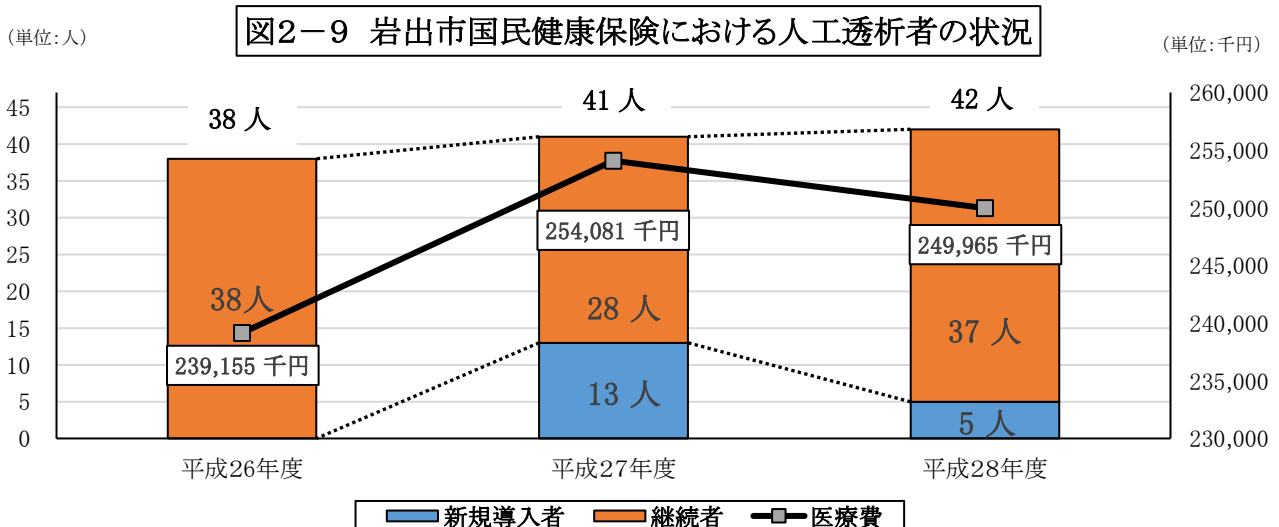 図2－9 岩出市国民健康保険における人工透析者の状況
（単位：人）
（単位：千円）
38 人
41 人
42 人
45
40
35
30
25
20
15
10
5
0
260,000
255,000
250,000
245,000
240,000
235,000
230,000
38人
239,155 千円
254,081 千円
28 人
13 人
249,965 千円
37 人
5 人
平成26年度
平成27年度
平成28年度
新規導入者 継続者 医療費